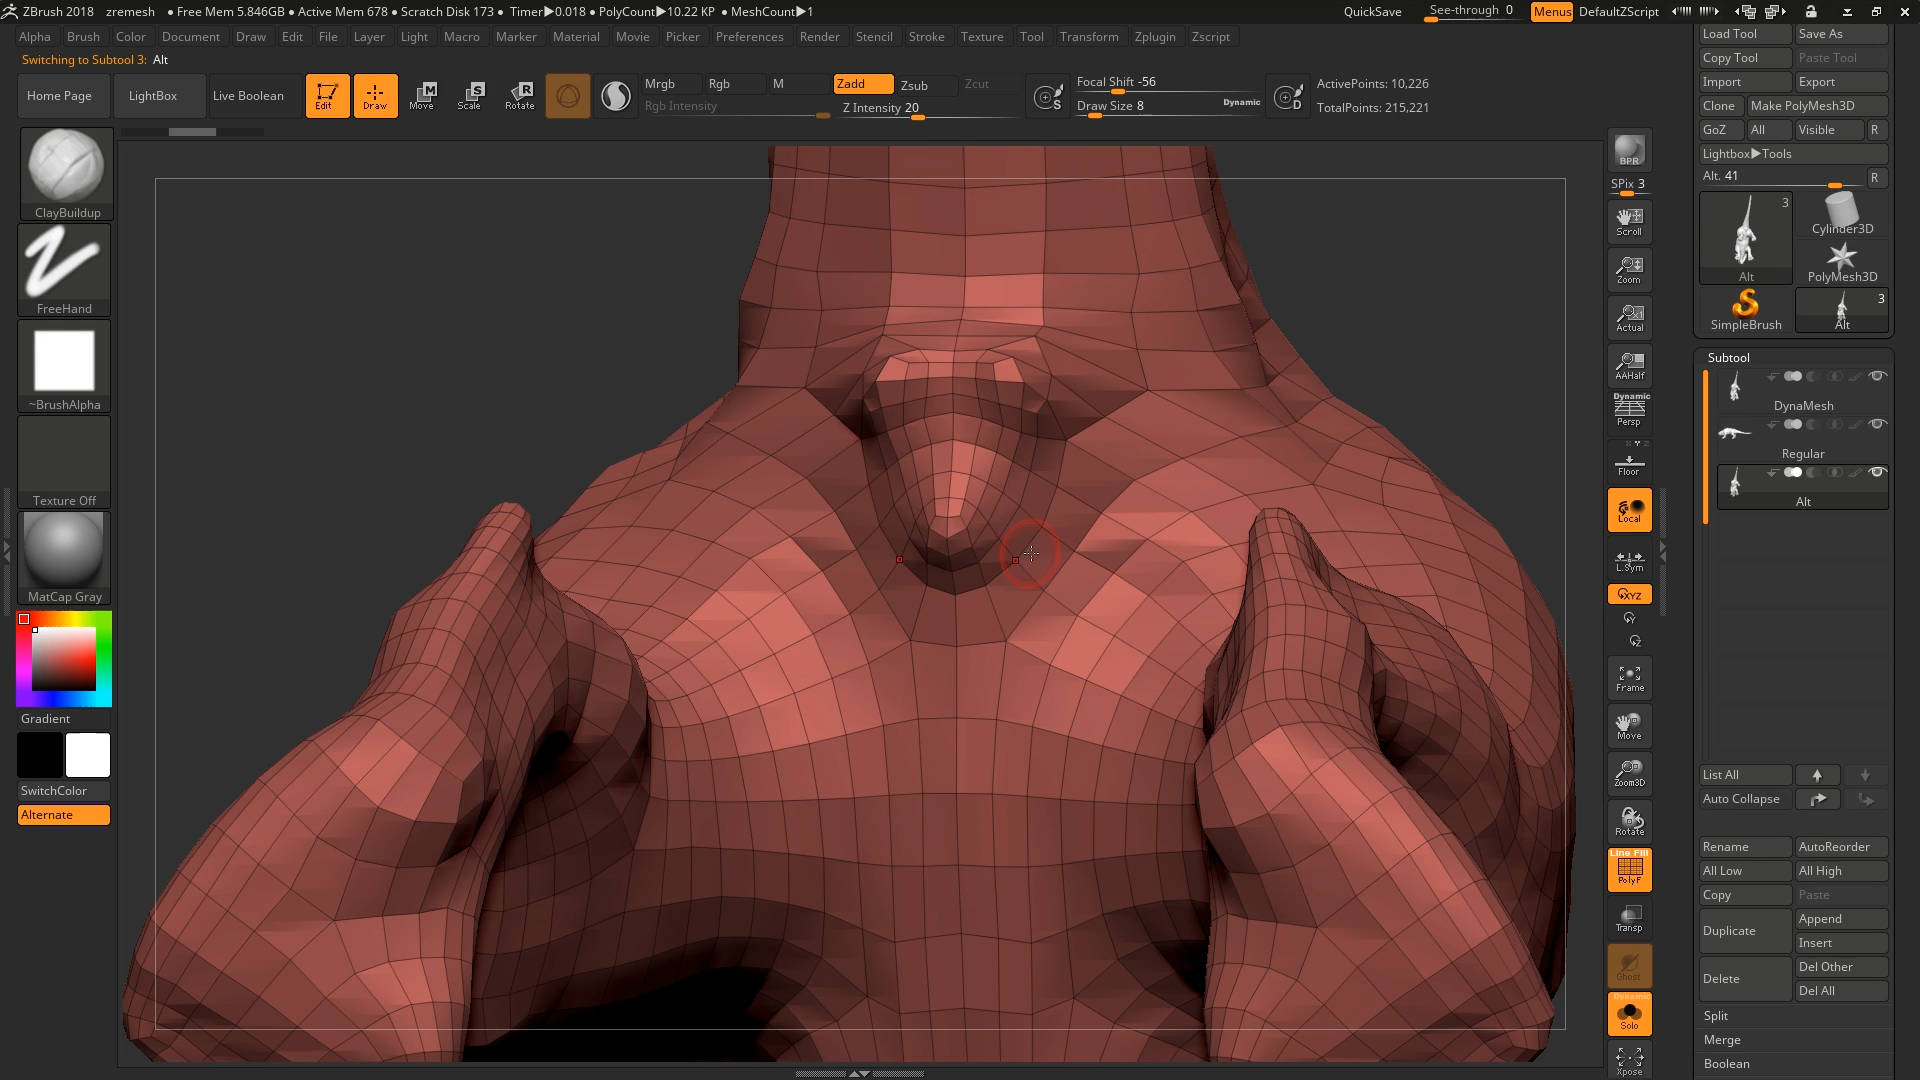 ZBrush 2018 zremesh • Free Mem 5.846GB • Active Mem 678 • Scratch Disk 173 • Timer▶0.018 • PolyCount▶10.22 KP • MeshCount▶1 QuickSave See-through 0 Menus DefaultZScript
Alpha Brush Color Document Draw Edit File Layer Light Macro Marker Material Movie Picker Preferences Render Stencil Stroke Texture Tool Transform Zplugin Zscript
Switching to Subtool 3: Alt
Home Page LightBox Live Boolean Edit Draw Move Scale Rotate
Mrgb Rgb M Zadd Zsub Zcut
Rgb Intensity Z Intensity 20
Focal Shift -56
Draw Size 8 Dynamic
ActivePoints: 10,226
TotalPoints: 215,221
ClayBuildup
FreeHand
~BrushAlpha
Texture Off
MatCap Gray
Gradient
SwitchColor
Alternate
BPR
SPix 3
Scroll
Zoom
Actual
AAHalf
Dynamic
Persp
Floor
Local
L.Sym
XYZ
Y
Z
Frame
Move
Zoom3D
Rotate
Line Fill
PolyF
Transp
Ghost
Dynamic
Solo
Xpose
Load Tool Save As
Copy Tool Paste Tool
Import Export
Clone Make PolyMesh3D
GoZ All Visible R
Lightbox▶Tools
Alt. 41 R
3
Alt
Cylinder3D
PolyMesh3D
SimpleBrush
3
Alt
Subtool
DynaMesh
Regular
Alt
List All
Auto Collapse
Rename AutoReorder
All Low All High
Copy Paste
Duplicate Append
Insert
Delete Del Other
Del All
Split
Merge
Boolean